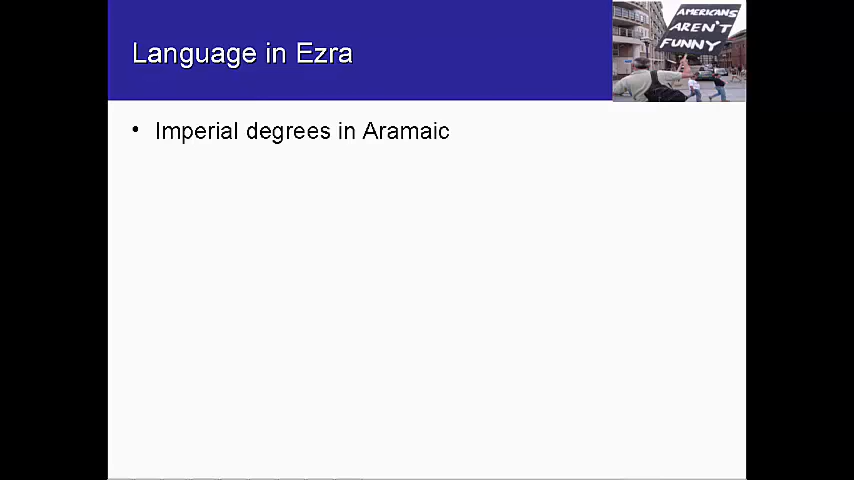 Language in Ezra
AMERICANS
AREN'T
FUNNY
• Imperial degrees in Aramaic